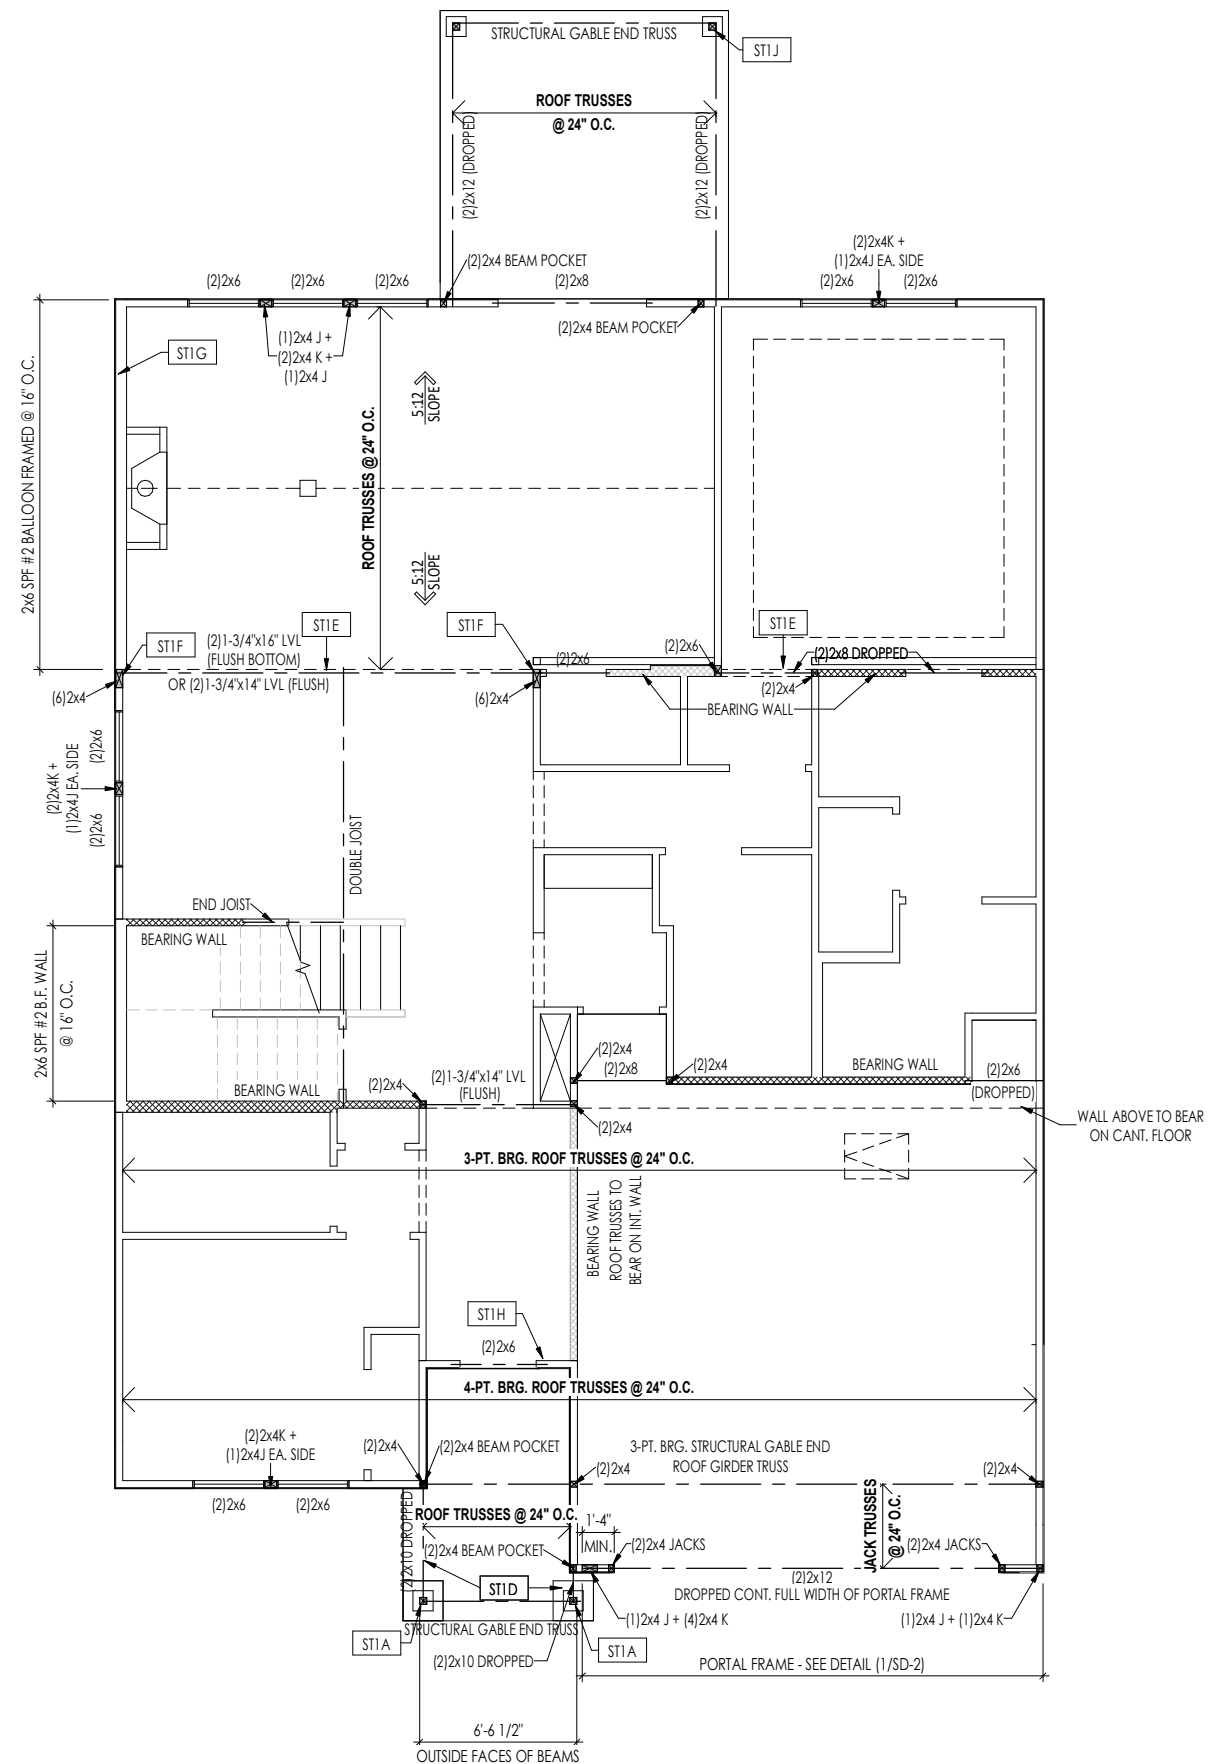 STRUCTURAL GABLE END TRUSS
ST1J
ROOF TRUSSES
@ 24" O.C.
(2)2x12 (DROPPED)
(2)2x12 (DROPPED)
(2)2x4K +
(1)2x4J EA. SIDE
(2)2x6
(2)2x6
(2)2x6
(2)2x6
(2)2x6
(2)2x4 BEAM POCKET
(2)2x8
(2)2x4 BEAM POCKET
(1)2x4 J +
(2)2x4 K +
(1)2x4 J
ST1G
2x6 SPF #2 BALLOON FRAMED @ 16" O.C.
5:12
SLOPE
ROOF TRUSSES @ 24" O.C.
5:12
SLOPE
ST1F
(2)1-3/4"x16" LVL
(FLUSH BOTTOM)
ST1E
ST1F
ST1E
OR (2)1-3/4"x14" LVL (FLUSH)
(2)2x6
(2)2x6
(2)2x8 DROPPED
(6)2x4
(6)2x4
(2)2x4
BEARING WALL
(2)2x6
(2)2x4K +
(1)2x4J EA. SIDE
(2)2x6
DOUBLE JOIST
END JOIST
BEARING WALL
2x6 SPF #2 B.F. WALL
@ 16" O.C.
BEARING WALL
(2)2x4
(2)1-3/4"x14" LVL
(FLUSH)
(2)2x4
(2)2x8
(2)2x4
BEARING WALL
(2)2x6
(DROPPED)
(2)2x4
WALL ABOVE TO BEAR
ON CANT. FLOOR
3-PT. BRG. ROOF TRUSSES @ 24" O.C.
BEARING WALL
ROOF TRUSSES TO
BEAR ON INT. WALL
ST1H
(2)2x6
4-PT. BRG. ROOF TRUSSES @ 24" O.C.
(2)2x4K +
(1)2x4J EA. SIDE
(2)2x4
(2)2x4 BEAM POCKET
3-PT. BRG. STRUCTURAL GABLE END
ROOF GIRDER TRUSS
(2)2x4
(2)2x4
(2)2x6
(2)2x6
(2)2x10 DROPPED
ROOF TRUSSES @ 24" O.C.
1'-4"
MIN.
JACK TRUSSES
@ 24" O.C.
(2)2x4 BEAM POCKET
(2)2x4 JACKS
(2)2x4 JACKS
ST1D
(2)2x12
DROPPED CONT. FULL WIDTH OF PORTAL FRAME
(1)2x4 J + (4)2x4 K
(1)2x4 J + (1)2x4 K
STRUCTURAL GABLE END TRUSS
ST1A
ST1A
(2)2x10 DROPPED
PORTAL FRAME - SEE DETAIL (1/SD-2)
6'-6 1/2"
OUTSIDE FACES OF BEAMS